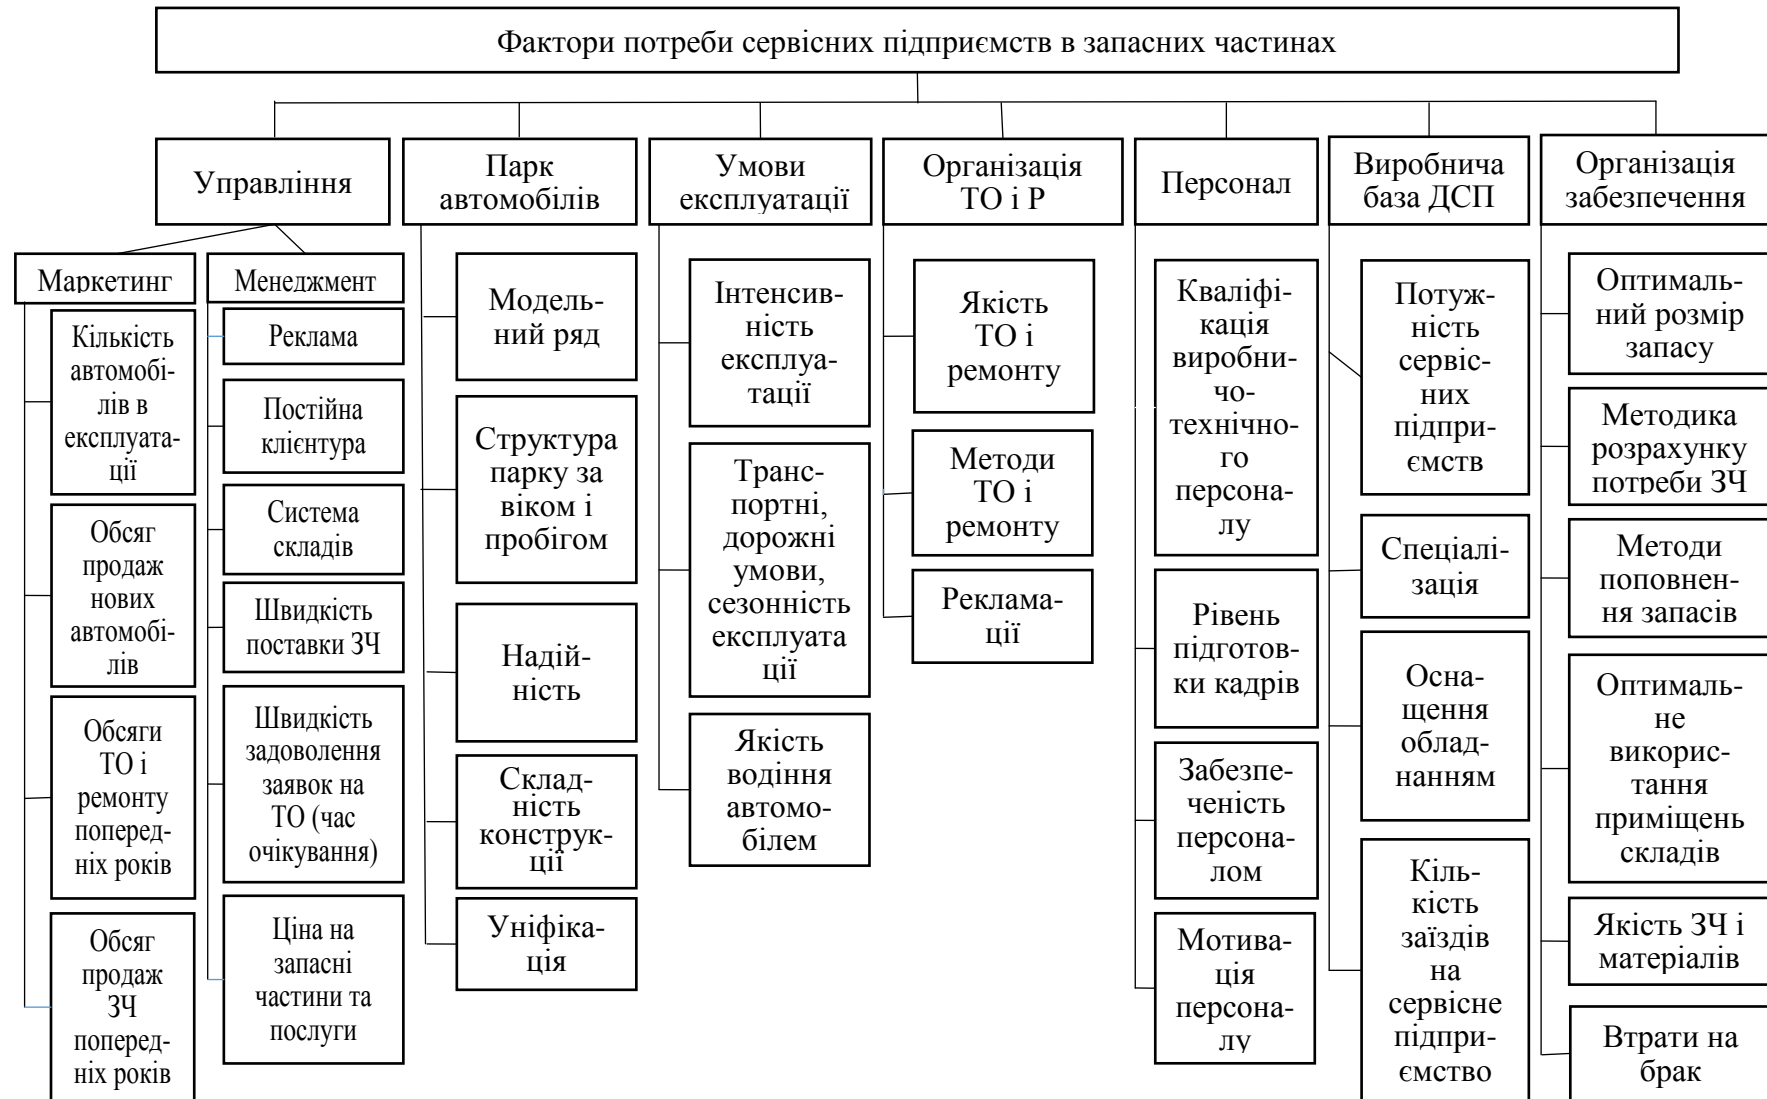 Фактори потреби сервісних підприємств в запасних частинах
Управління
Парк
автомобілів
Умови
експлуатації
Організація
ТО і Р
Персонал
Виробнича
база ДСП
Організація
забезпечення
Маркетинг
Кількість
автомобі-
лів в
експлуата-
ції
Обсяг
продаж
нових
автомобі-
лів
Обсяги
ТО і
ремонту
поперед-
ніх років
Обсяг
продаж
ЗЧ
поперед-
ніх років
Менеджмент
Реклама
Постійна
клієнтура
Система
складів
Швидкість
поставки ЗЧ
Швидкість
задоволення
заявок на
ТО (час
очікування)
Ціна на
запасні
частини та
послуги
Модель-
ний ряд
Структура
парку за
віком і
пробігом
Надій-
ність
Склад-
ність
конструк-
ції
Уніфіка-
ція
Інтенсив-
ність
експлуа-
тації
Транс-
портні,
дорожні
умови,
сезонність
експлуата
ції
Якість
водіння
автомо-
білем
Якість
ТО і
ремонту
Методи
ТО і
ремонту
Реклама-
ції
Кваліфі-
кація
виробни-
чо-
технічно-
го
персона-
лу
Рівень
підготов-
ки кадрів
Забезпе-
ченість
персона-
лом
Мотива-
ція
персона-
лу
Потуж-
ність
сервіс-
них
підпри-
ємств
Спеціалі-
зація
Осна-
щення
облад-
нанням
Кіль-
кість
заїздів
на
сервісне
підпри-
ємство
Оптималь-
ний розмір
запасу
Методика
розрахунку
потреби ЗЧ
Методи
поповнен-
ня запасів
Оптималь-
не
викорис-
тання
приміщень
складів
Якість ЗЧ і
матеріалів
Втрати на
брак